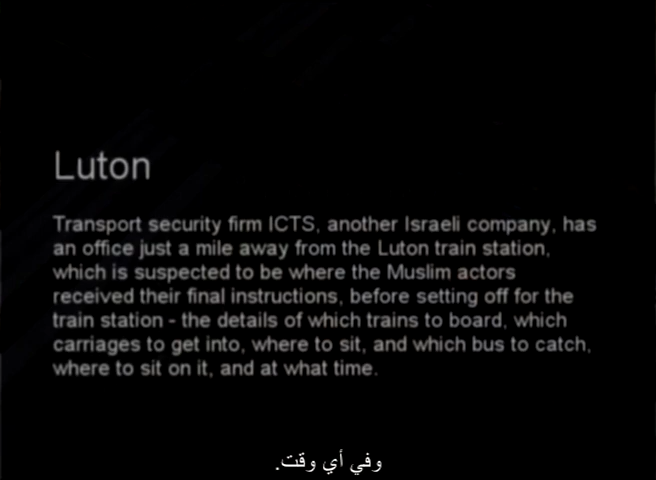 Luton
Transport security firm ICTS, another Israeli company, has
an office just a mile away from the Luton train station,
which is suspected to be where the Muslim actors
received their final instructions, before setting off for the
train station - the details of which trains to board, which
carriages to get into, where to sit, and which bus to catch,
where to sit on it, and at what time.
وفي أي وقت.